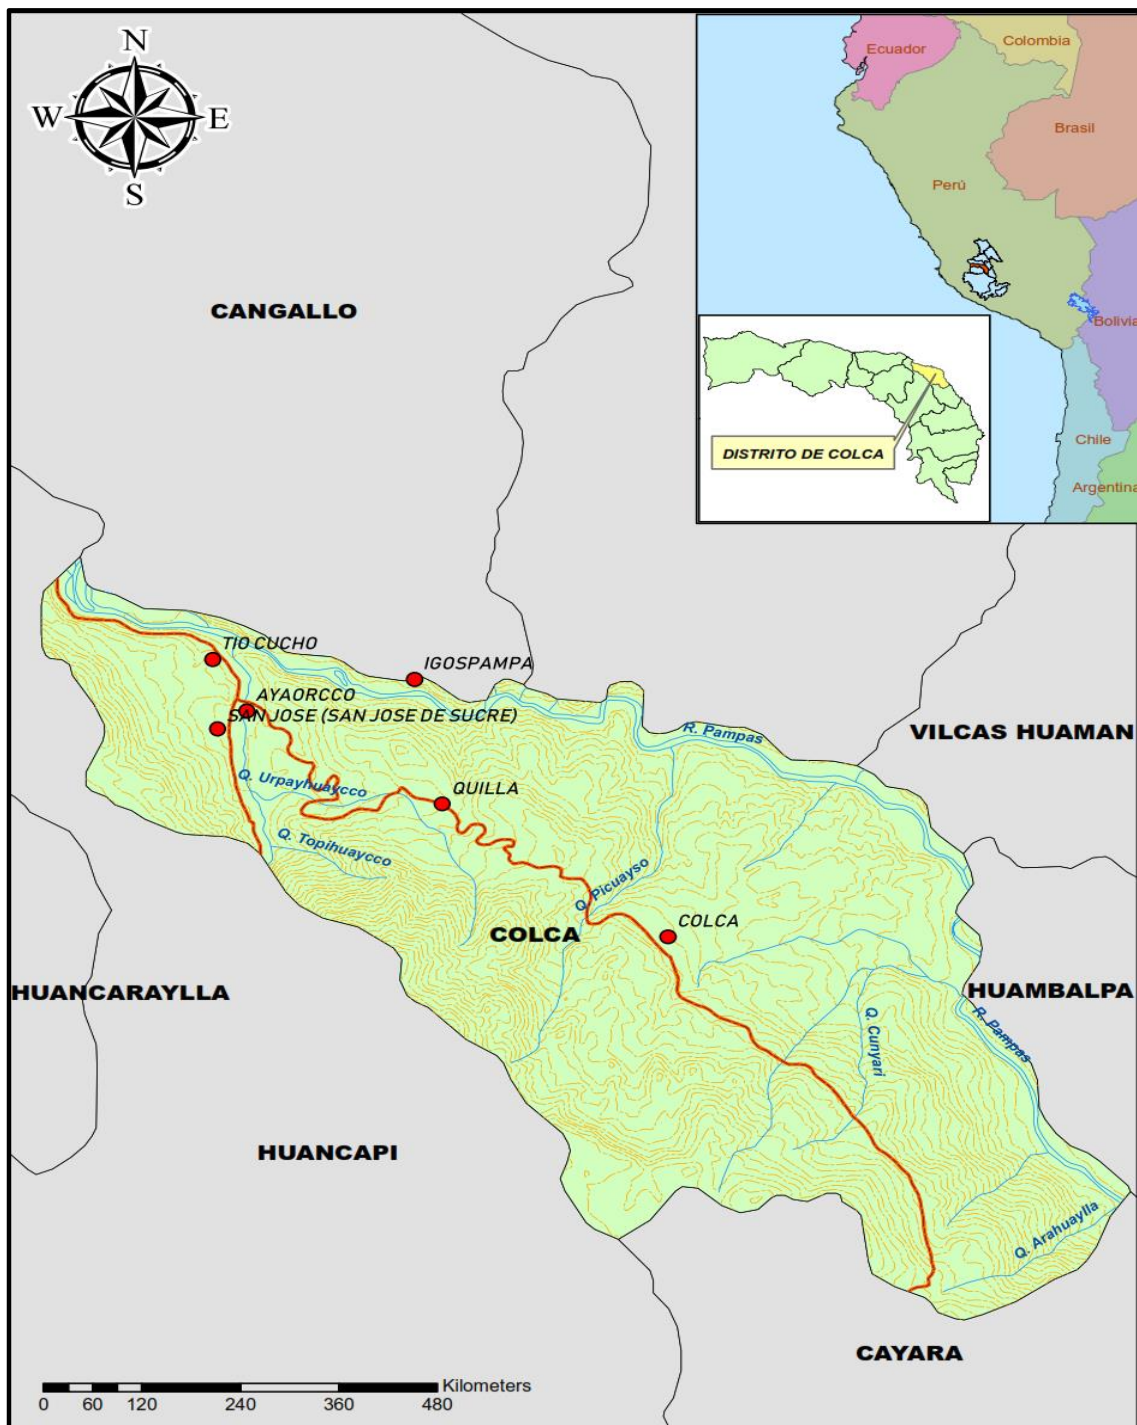 N
W E
S
Ecuador
Colombia
Brasil
Perú
Bolivia
Chile
Argentina
DISTRITO DE COLCA
CANGALLO
TIO CUCHO
IGOSPAMPA
AYAORCCO
SAN JOSE (SAN JOSE DE SUCRE)
R. Pampas
VILCAS HUAMAN
Q. Urpayhuaycco
QUILLA
Q. Topihuaycco
Q. Picuayso
COLCA
COLCA
HUANCARAYLLA
HUAMBALPA
R. Pampas
Q. Cunyari
HUANCAPI
Q. Arahuaylla
CAYARA
Kilometers
0 60 120 240 360 480